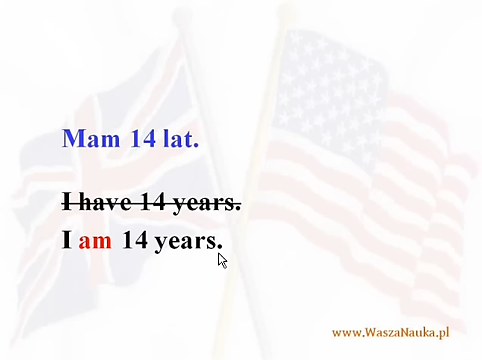 Mam 14 lat.
I have 14 years.
I am 14 years.
www.WaszaNauka.pl